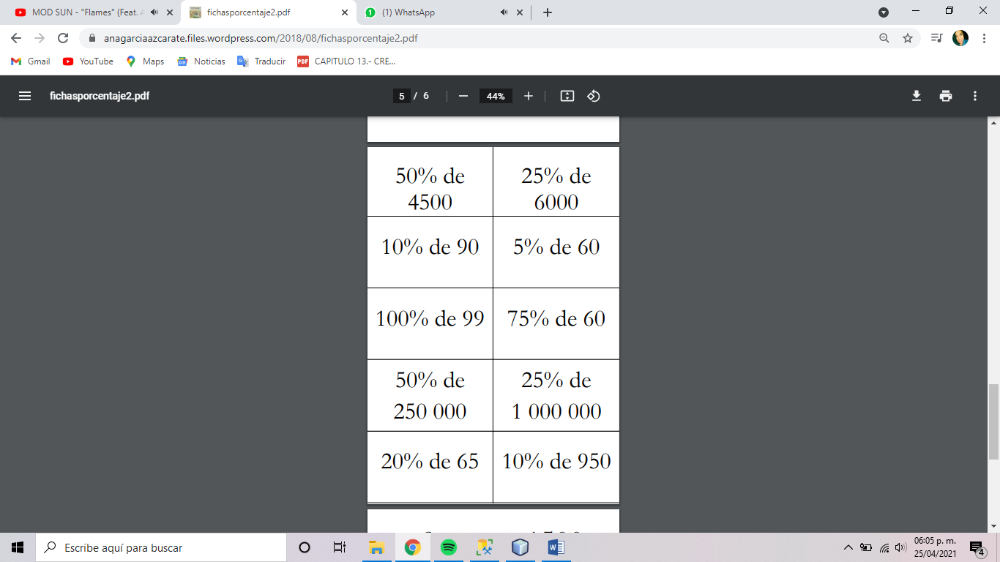 MOD SUN - "Flames" (Feat. A
fichasporcentaje2.pdf
(1) WhatsApp
anagarciaazcarate.files.wordpress.com/2018/08/fichasporcentaje2.pdf
Gmail
YouTube
Maps
Noticias
Traducir
PDF
CAPITULO 13.- CRE...
fichasporcentaje2.pdf
5 / 6
44%
50% de
4500
25% de
6000
10% de 90
5% de 60
100% de 99
75% de 60
50% de
250 000
25% de
1 000 000
20% de 65
10% de 950
Escribe aquí para buscar
06:05 p. m.
25/04/2021
4